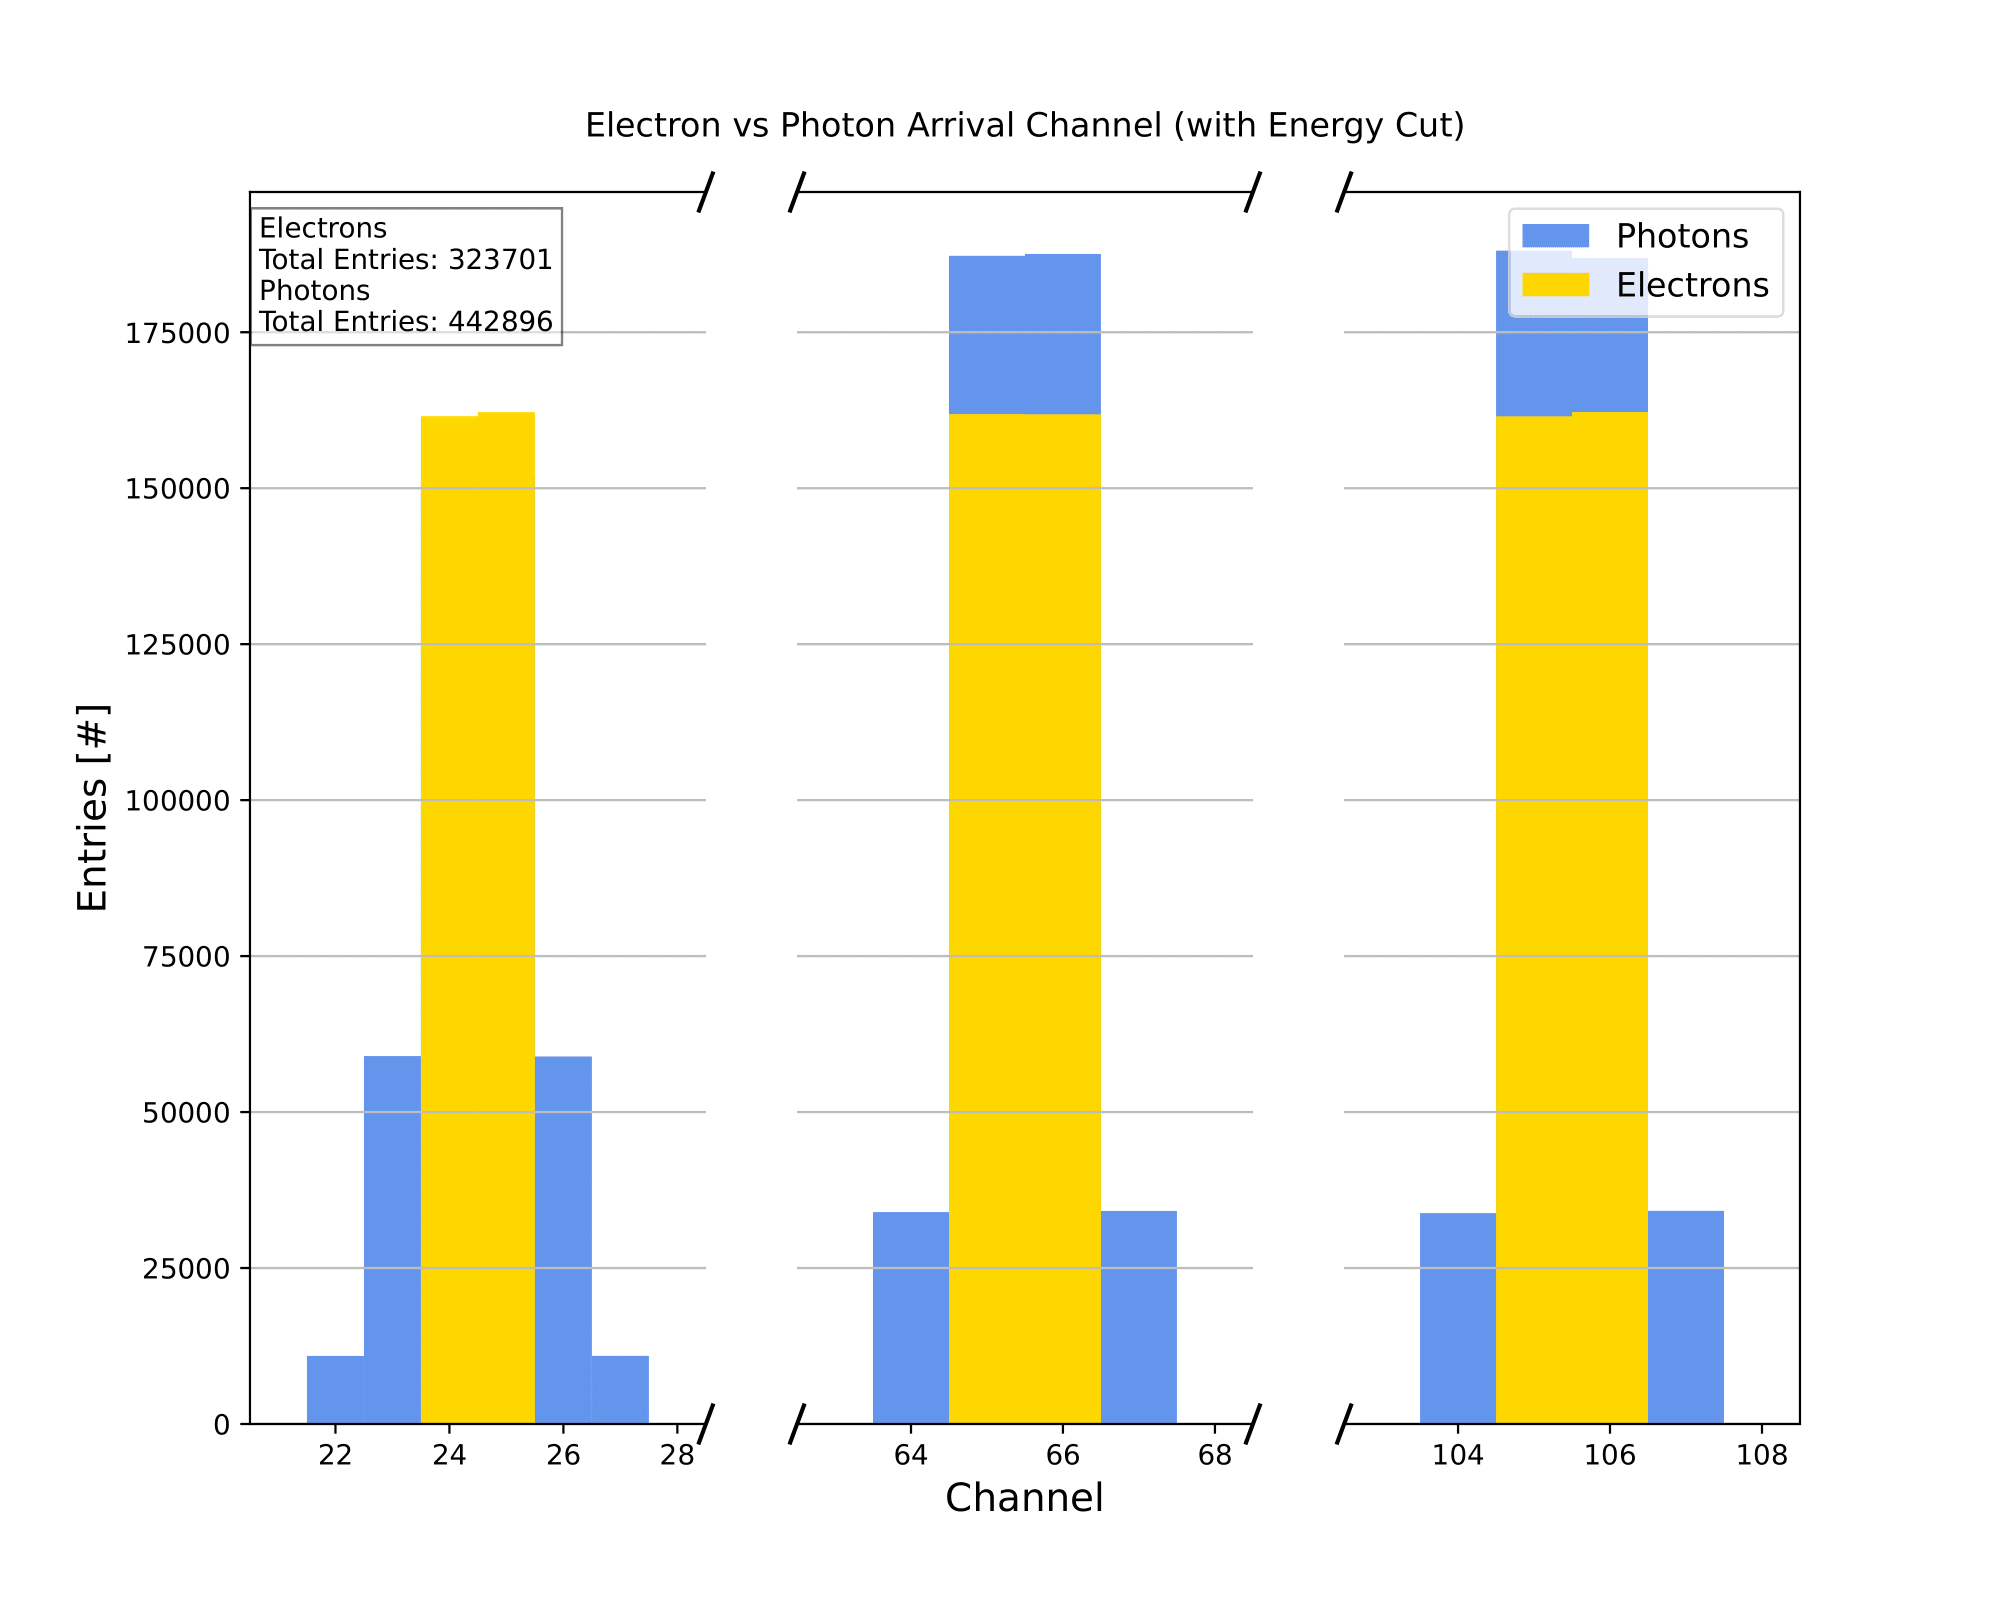 Electron vs Photon Arrival Channel (with Energy Cut)
Electrons
Total Entries: 323701
Photons
Total Entries: 442896
Photons
Electrons
175000
150000
125000
100000
75000
50000
25000
0
Entries [#]
22 24 26 28 64 66 68 104 106 108
Channel